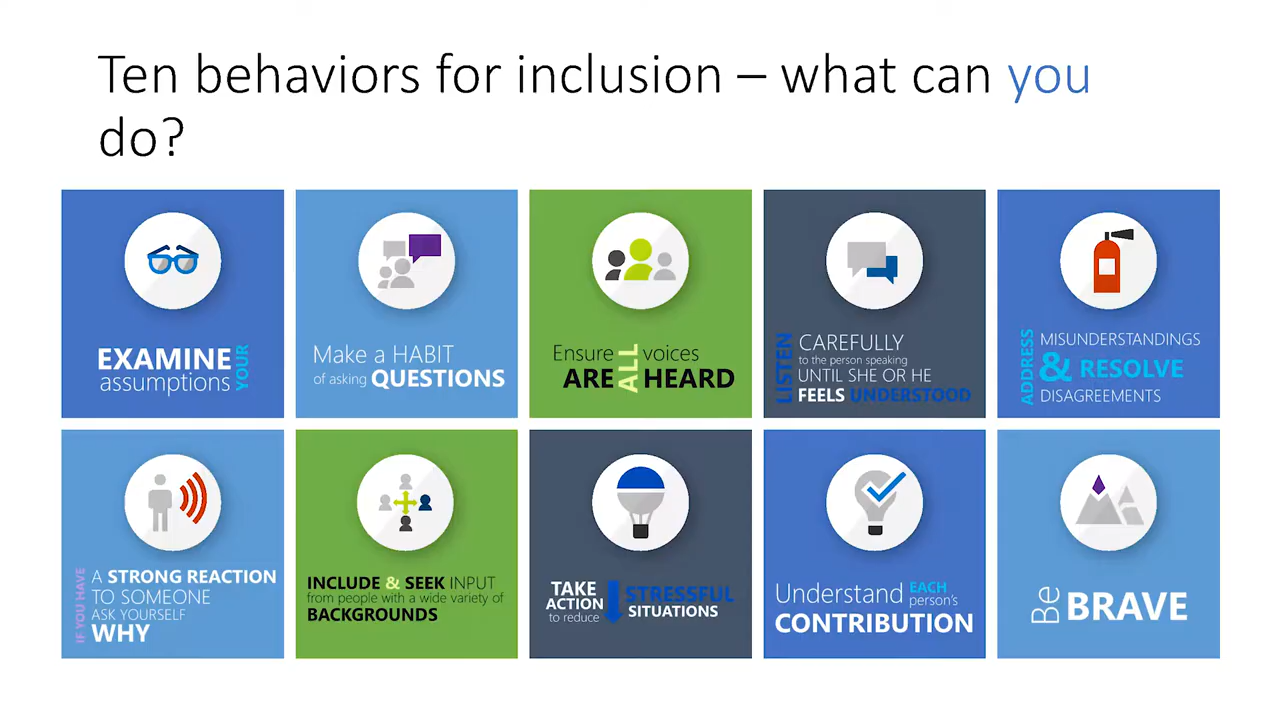 Ten behaviors for inclusion – what can you
do?
EXAMINE YOUR
assumptions
Make a HABIT
of asking QUESTIONS
Ensure ALL voices
ARE HEARD
LISTEN CAREFULLY
to the person speaking
UNTIL SHE OR HE
FEELS UNDERSTOOD
ADDRESS MISUNDERSTANDINGS
& RESOLVE
DISAGREEMENTS
IF YOU HAVE A STRONG REACTION
TO SOMEONE
ASK YOURSELF
WHY
INCLUDE & SEEK INPUT
from people with a wide variety of
BACKGROUNDS
TAKE STRESSFUL
ACTION SITUATIONS
to reduce
Understand EACH
person's
CONTRIBUTION
Be BRAVE